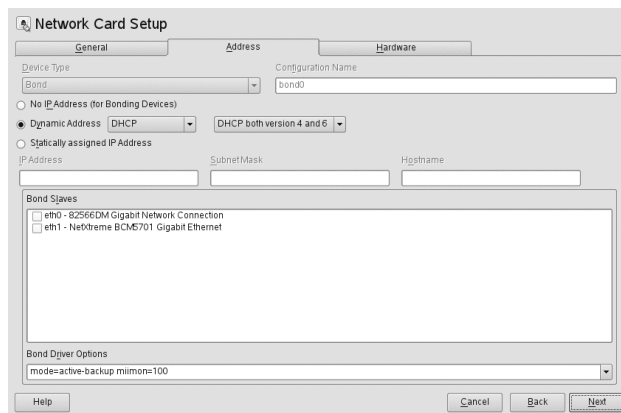 Network Card Setup
General Address Hardware
Device Type Configuration Name
Bond bond0
No IP Address (for Bonding Devices)
Dynamic Address DHCP DHCP both version 4 and 6
Statically assigned IP Address
IP Address Subnet Mask Hostname
Bond Slaves
eth0 - 82566DM Gigabit Network Connection
eth1 - NetXtreme BCM5701 Gigabit Ethernet
Bond Driver Options
mode=active-backup miimon=100
Help Cancel Back Next